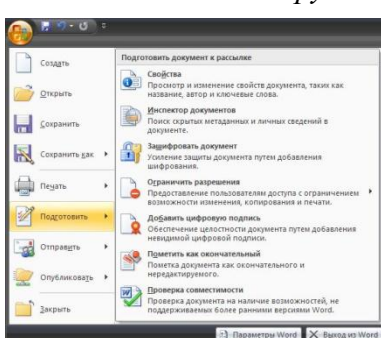 Создать
Открыть
Сохранить
Сохранить как
Печать
Подготовить
Отправить
Опубликовать
Закрыть
Подготовить документ к рассылке
Свойства
Просмотр и изменение свойств документа, таких как
название, автор и ключевые слова.
Инспектор документов
Поиск скрытых метаданных и личных сведений в
документе.
Зашифровать документ
Усиление защиты документа путем добавления
шифрования.
Ограничить разрешения
Предоставление пользователям доступа с ограничением
возможности изменения, копирования и печати.
Добавить цифровую подпись
Обеспечение целостности документа путем добавления
невидимой цифровой подписи.
Пометить как окончательный
Пометка документа как окончательного и
нередактируемого.
Проверка совместимости
Проверка документа на наличие возможностей, не
поддерживаемых более ранними версиями Word.
Параметры Word
Выход из Word